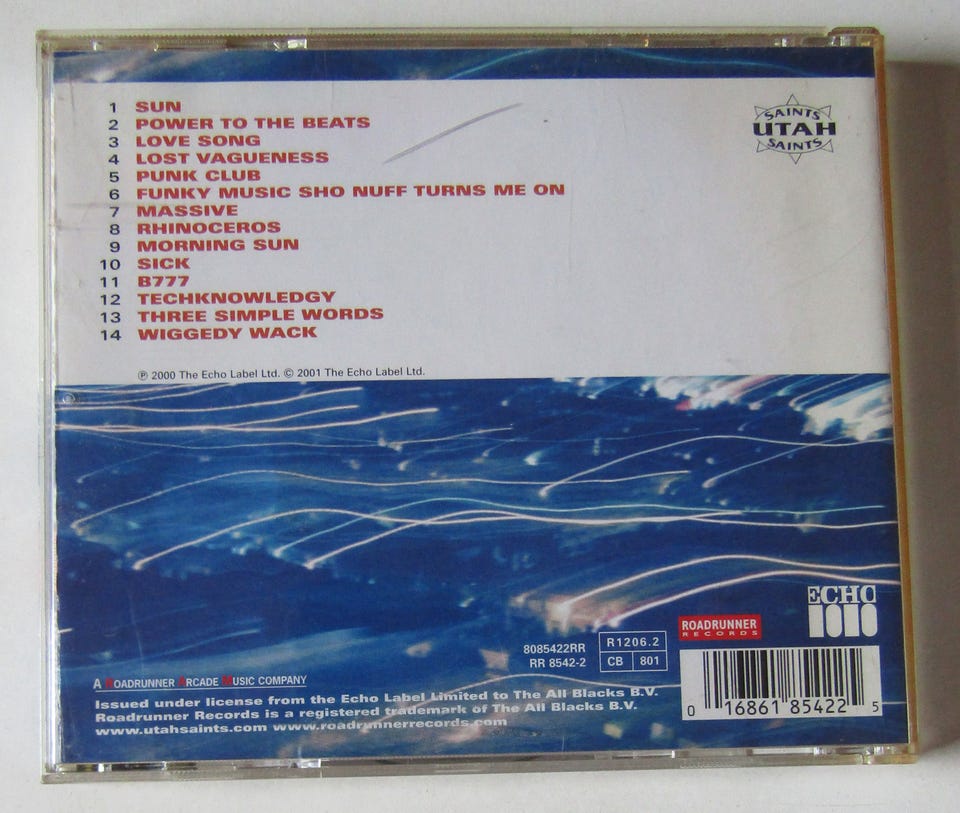 1 SUN
2 POWER TO THE BEATS
3 LOVE SONG
4 LOST VAGUENESS
5 PUNK CLUB
6 FUNKY MUSIC SHO NUFF TURNS ME ON
7 MASSIVE
8 RHINOCEROS
9 MORNING SUN
10 SICK
11 B777
12 TECHKNOWLEDGY
13 THREE SIMPLE WORDS
14 WIGGEDY WACK
SAINTS
UTAH
SAINTS
℗ 2000 The Echo Label Ltd. © 2001 The Echo Label Ltd.
ECHO
ROADRUNNER
RECORDS
8085422RR
RR 8542-2
R1206.2
CB 801
0 16861 85422 5
A ROADRUNNER ARCADE MUSIC COMPANY
Issued under license from the Echo Label Limited to The All Blacks B.V.
Roadrunner Records is a registered trademark of The All Blacks B.V.
www.utahsaints.com www.roadrunnerrecords.com